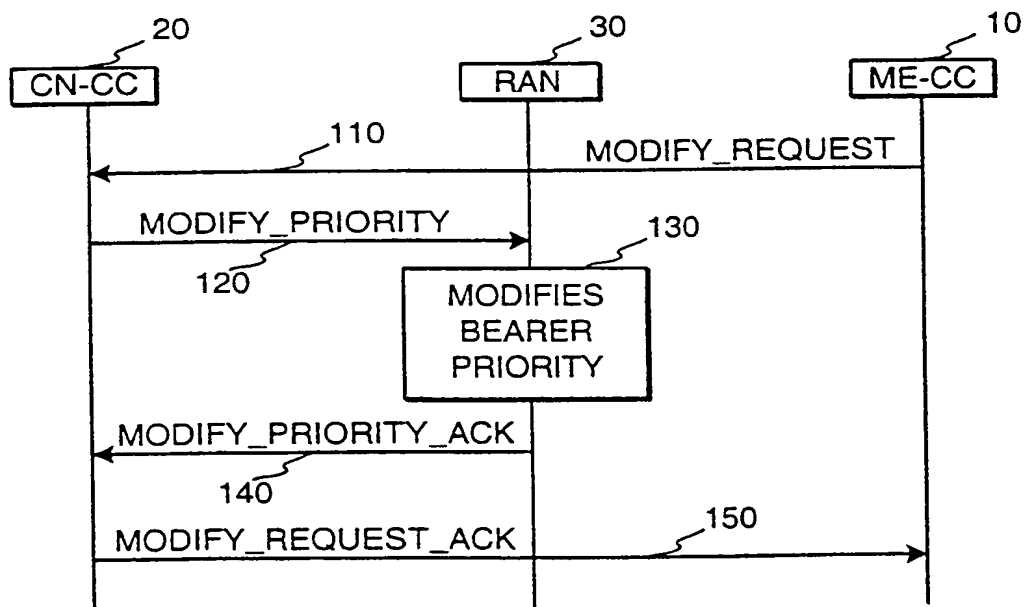 20
30
10
CN-CC
RAN
ME-CC
110
MODIFY_REQUEST
MODIFY_PRIORITY
120
130
MODIFIES
BEARER
PRIORITY
MODIFY_PRIORITY_ACK
140
MODIFY_REQUEST_ACK
150